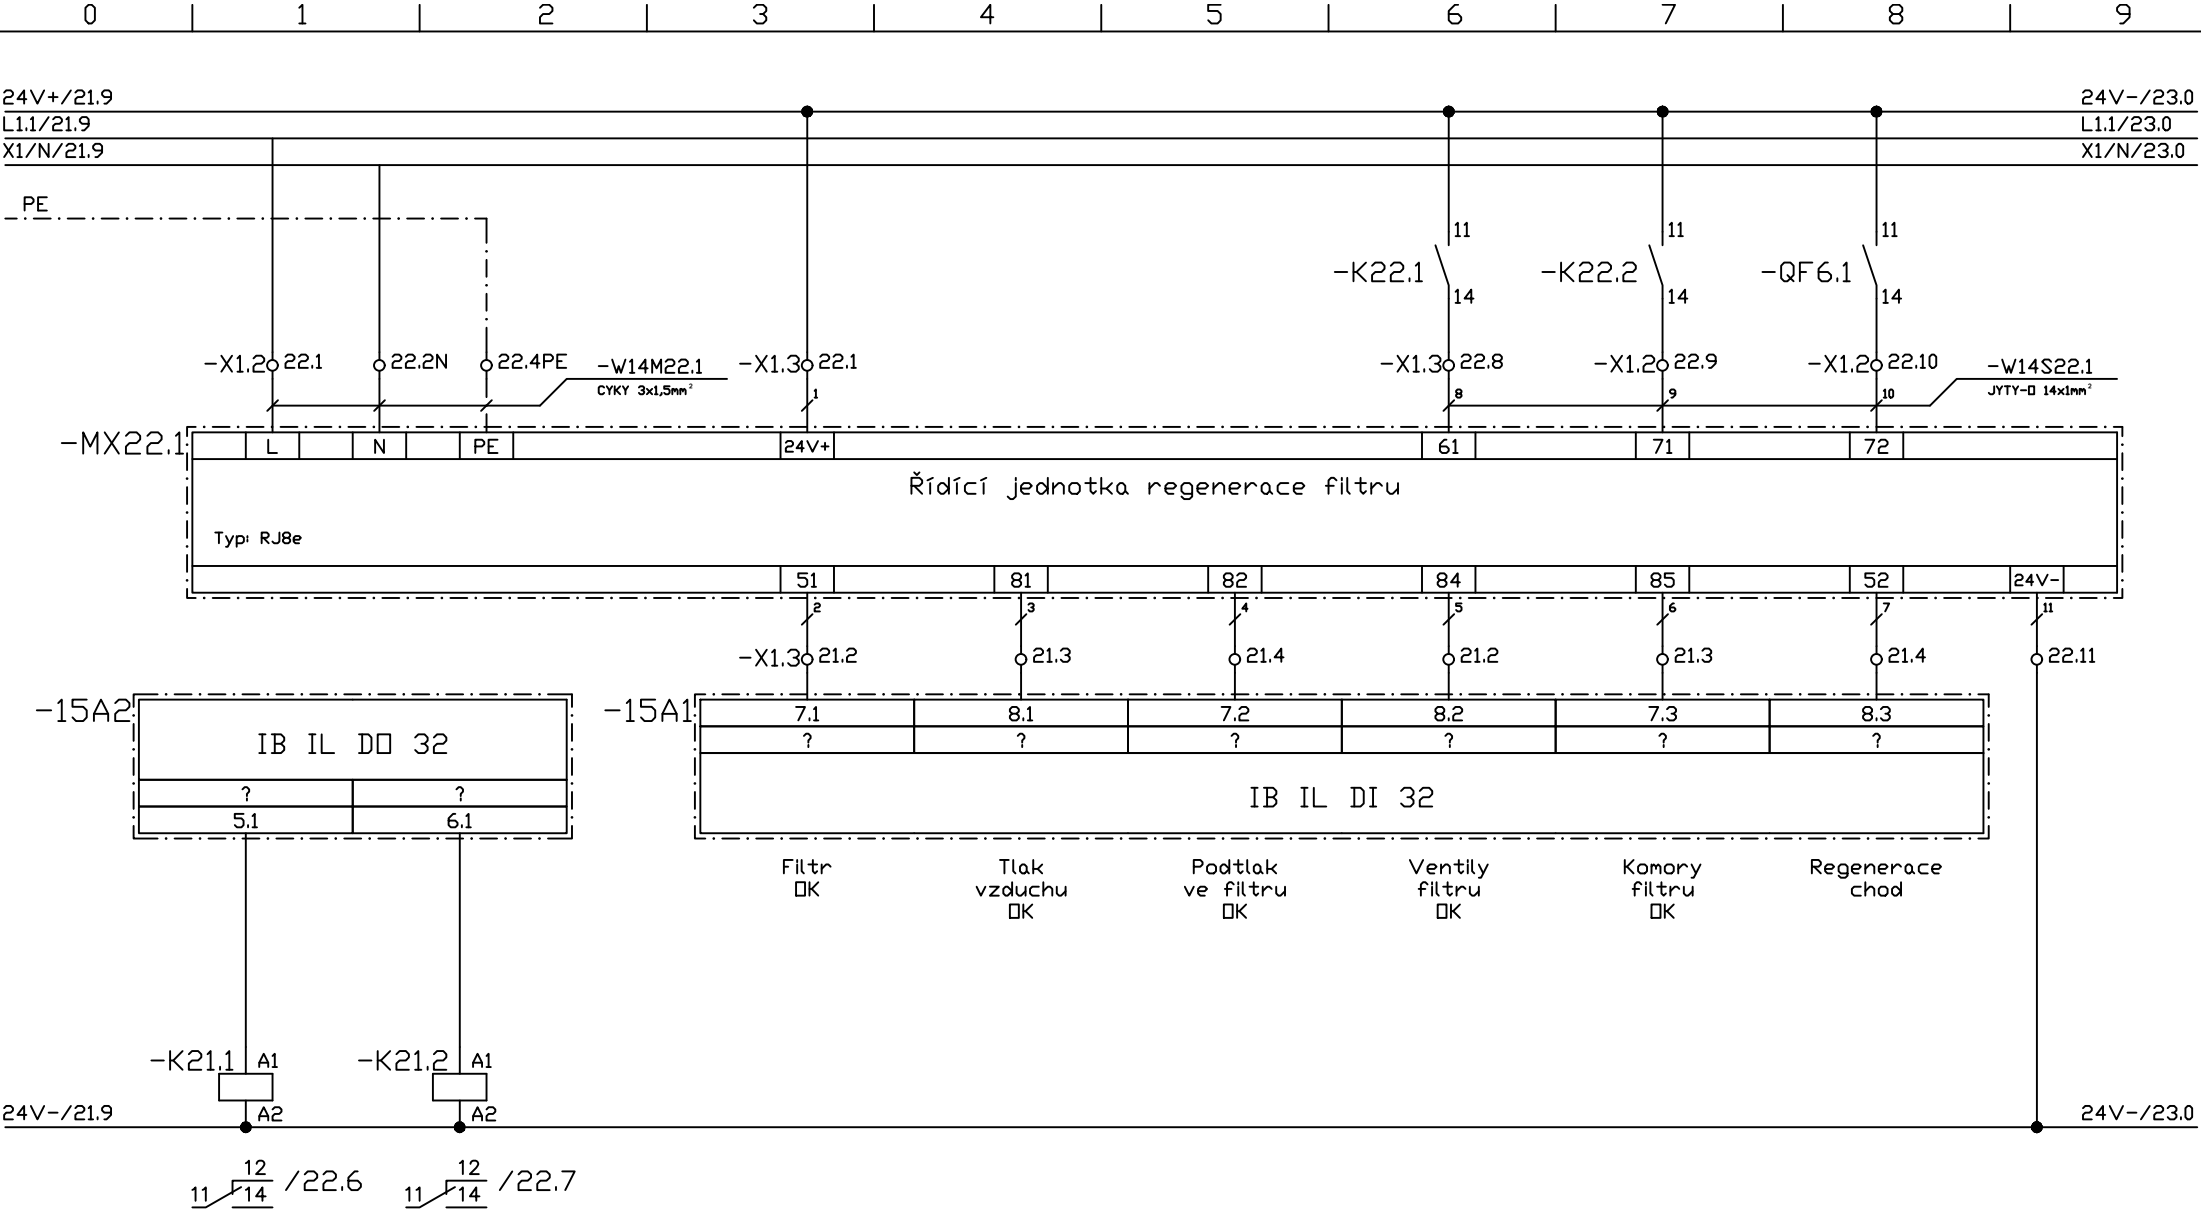 0 1 2 3 4 5 6 7 8 9
24V+/21.9 24V-/23.0
L1.1/21.9 L1.1/23.0
X1/N/21.9 X1/N/23.0
PE
11 11 11
-K22.1 -K22.2 -QF6.1
14 14 14
-X1.2 22.1 22.2N 22.4PE -W14M22.1 -X1.3 22.1 -X1.3 22.8 -X1.2 22.9 -X1.2 22.10 -W14S22.1
CYKY 3x1,5mm² 1 8 9 10 JYTY-O 14x1mm²
-MX22.1 L N PE 24V+ 61 71 72
Řídící jednotka regenerace filtru
Typ: RJ8e
51 81 82 84 85 52 24V-
2 3 4 5 6 7 11
-X1.3 21.2 21.3 21.4 21.2 21.3 21.4 22.11
-15A2 -15A1 7.1 8.1 7.2 8.2 7.3 8.3
IB IL DO 32 ? ? ? ? ? ?
? ? IB IL DI 32
5.1 6.1
Filtr Tlak Podtlak Ventily Komory Regenerace
OK vzduchu ve filtru filtru filtru chod
OK OK OK OK
-K21.1 A1 -K21.2 A1
24V-/21.9 A2 A2 24V-/23.0
12 /22.6 12 /22.7
11 14 11 14